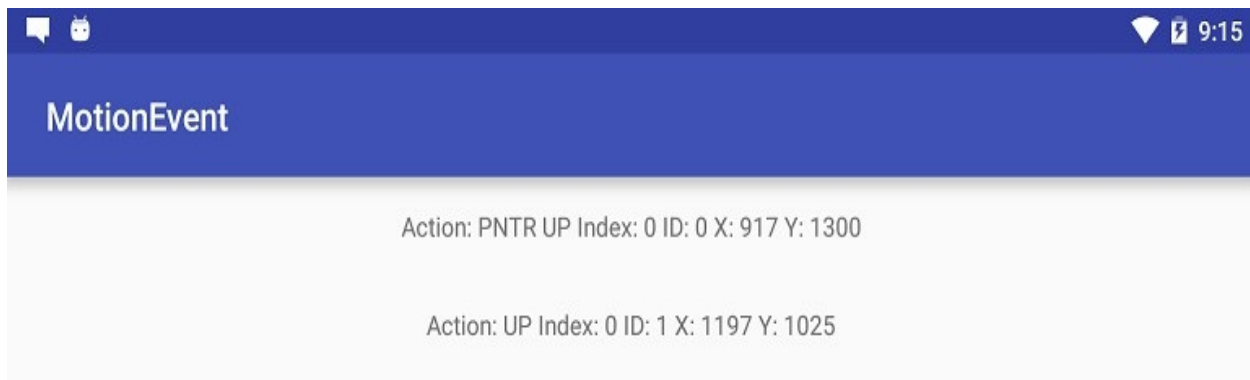 9:15
MotionEvent
Action: PNTR UP Index: 0 ID: 0 X: 917 Y: 1300
Action: UP Index: 0 ID: 1 X: 1197 Y: 1025